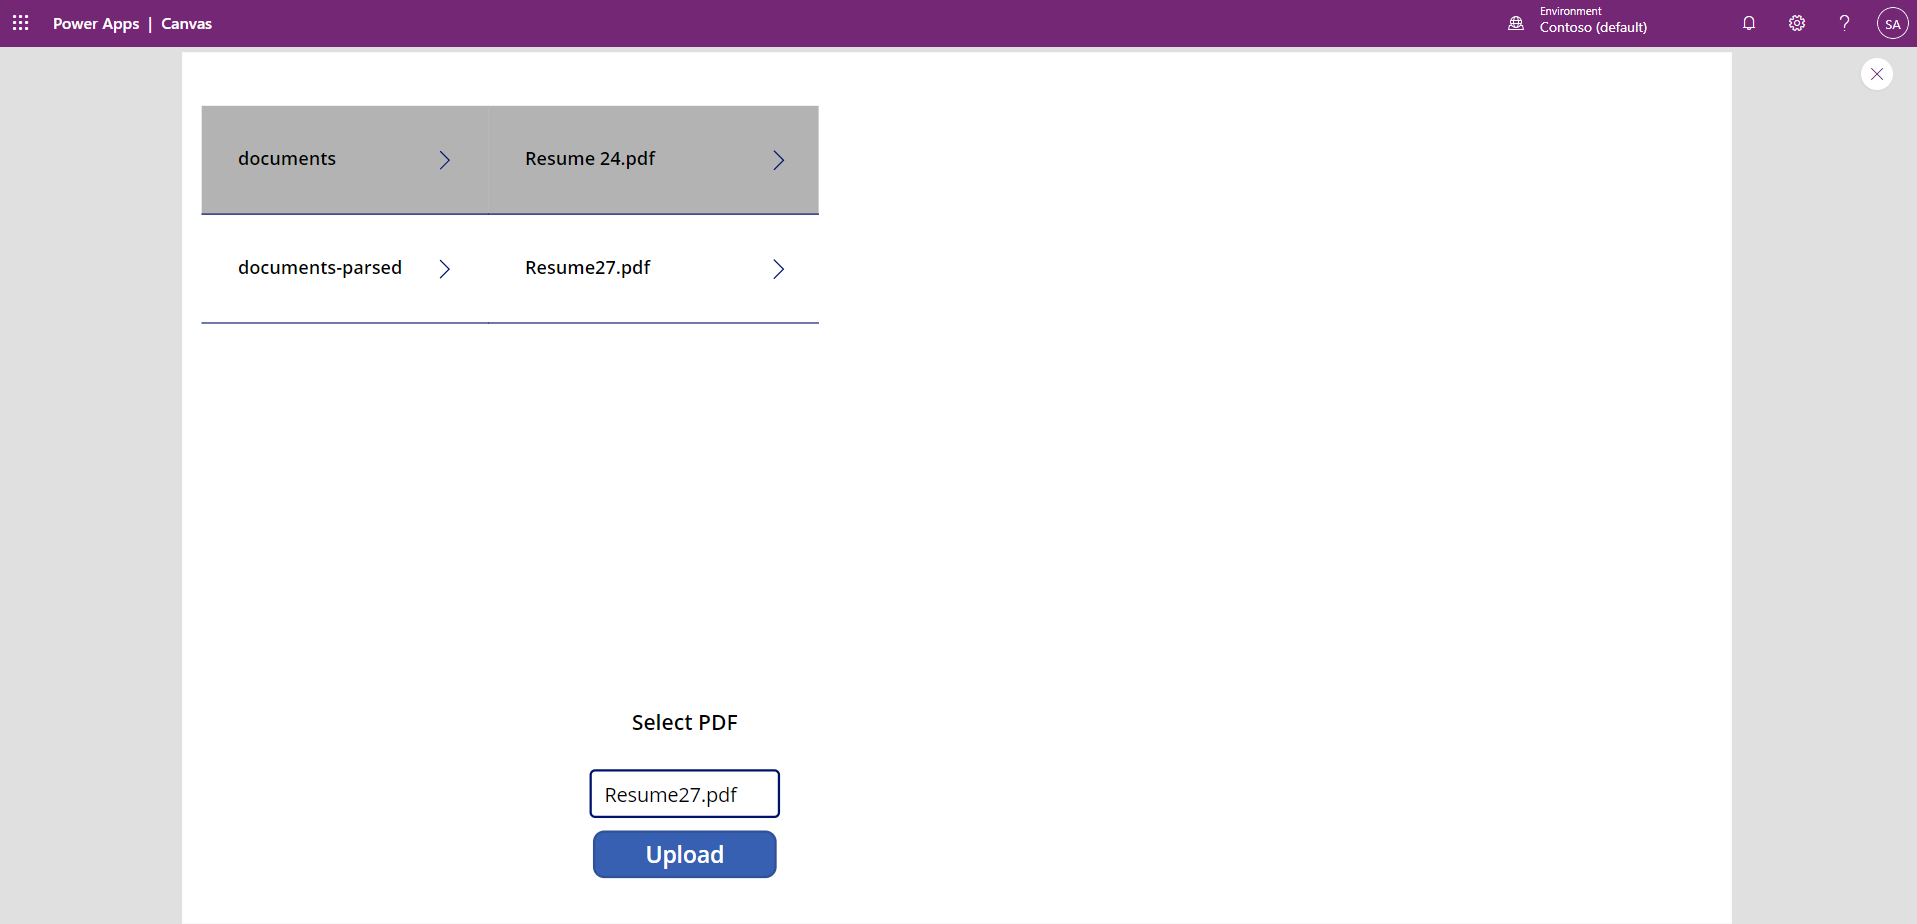 Power Apps | Canvas
Environment
Contoso (default)
?
SA
documents
Resume 24.pdf
documents-parsed
Resume27.pdf
Select PDF
Resume27.pdf
Upload